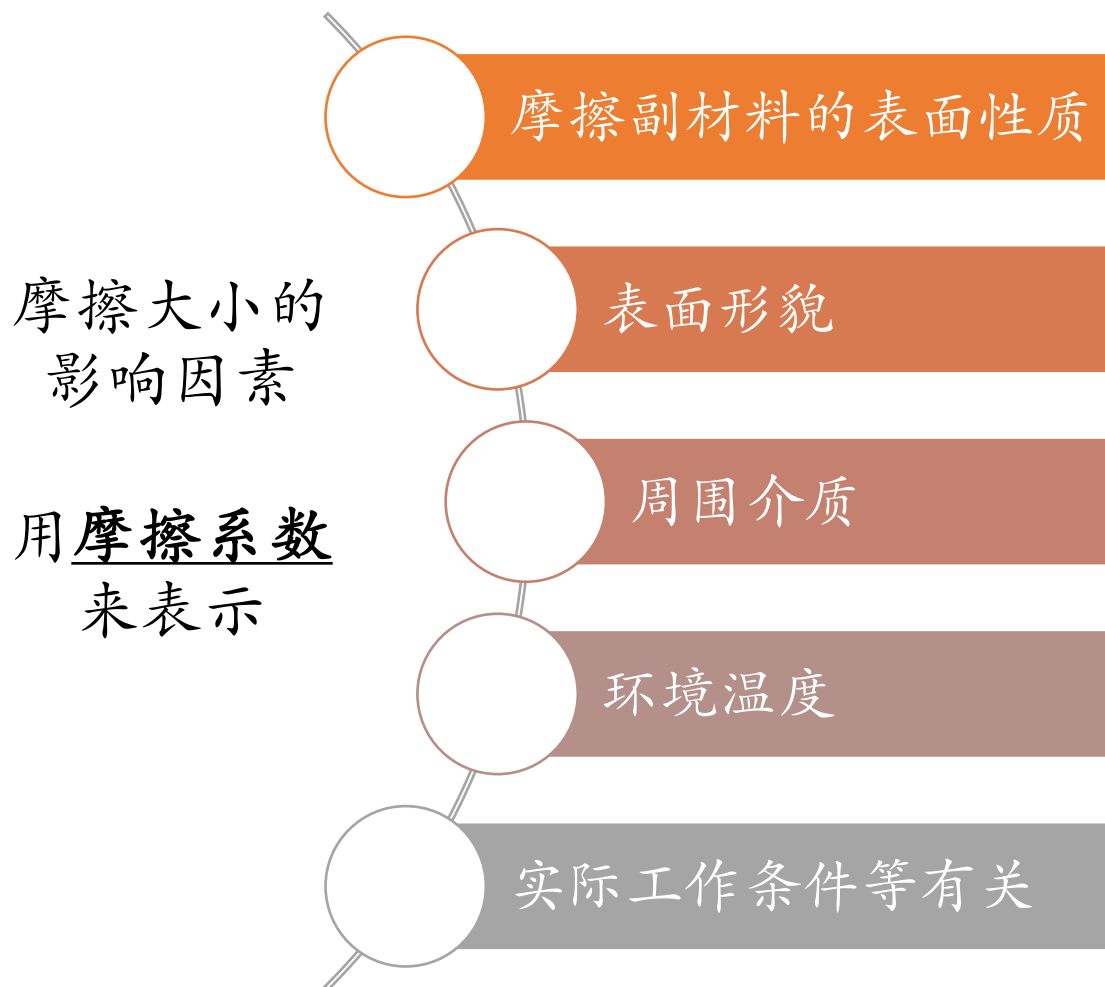 摩擦大小的
影响因素
用摩擦系数
来表示
摩擦副材料的表面性质
表面形貌
周围介质
环境温度
实际工作条件等有关